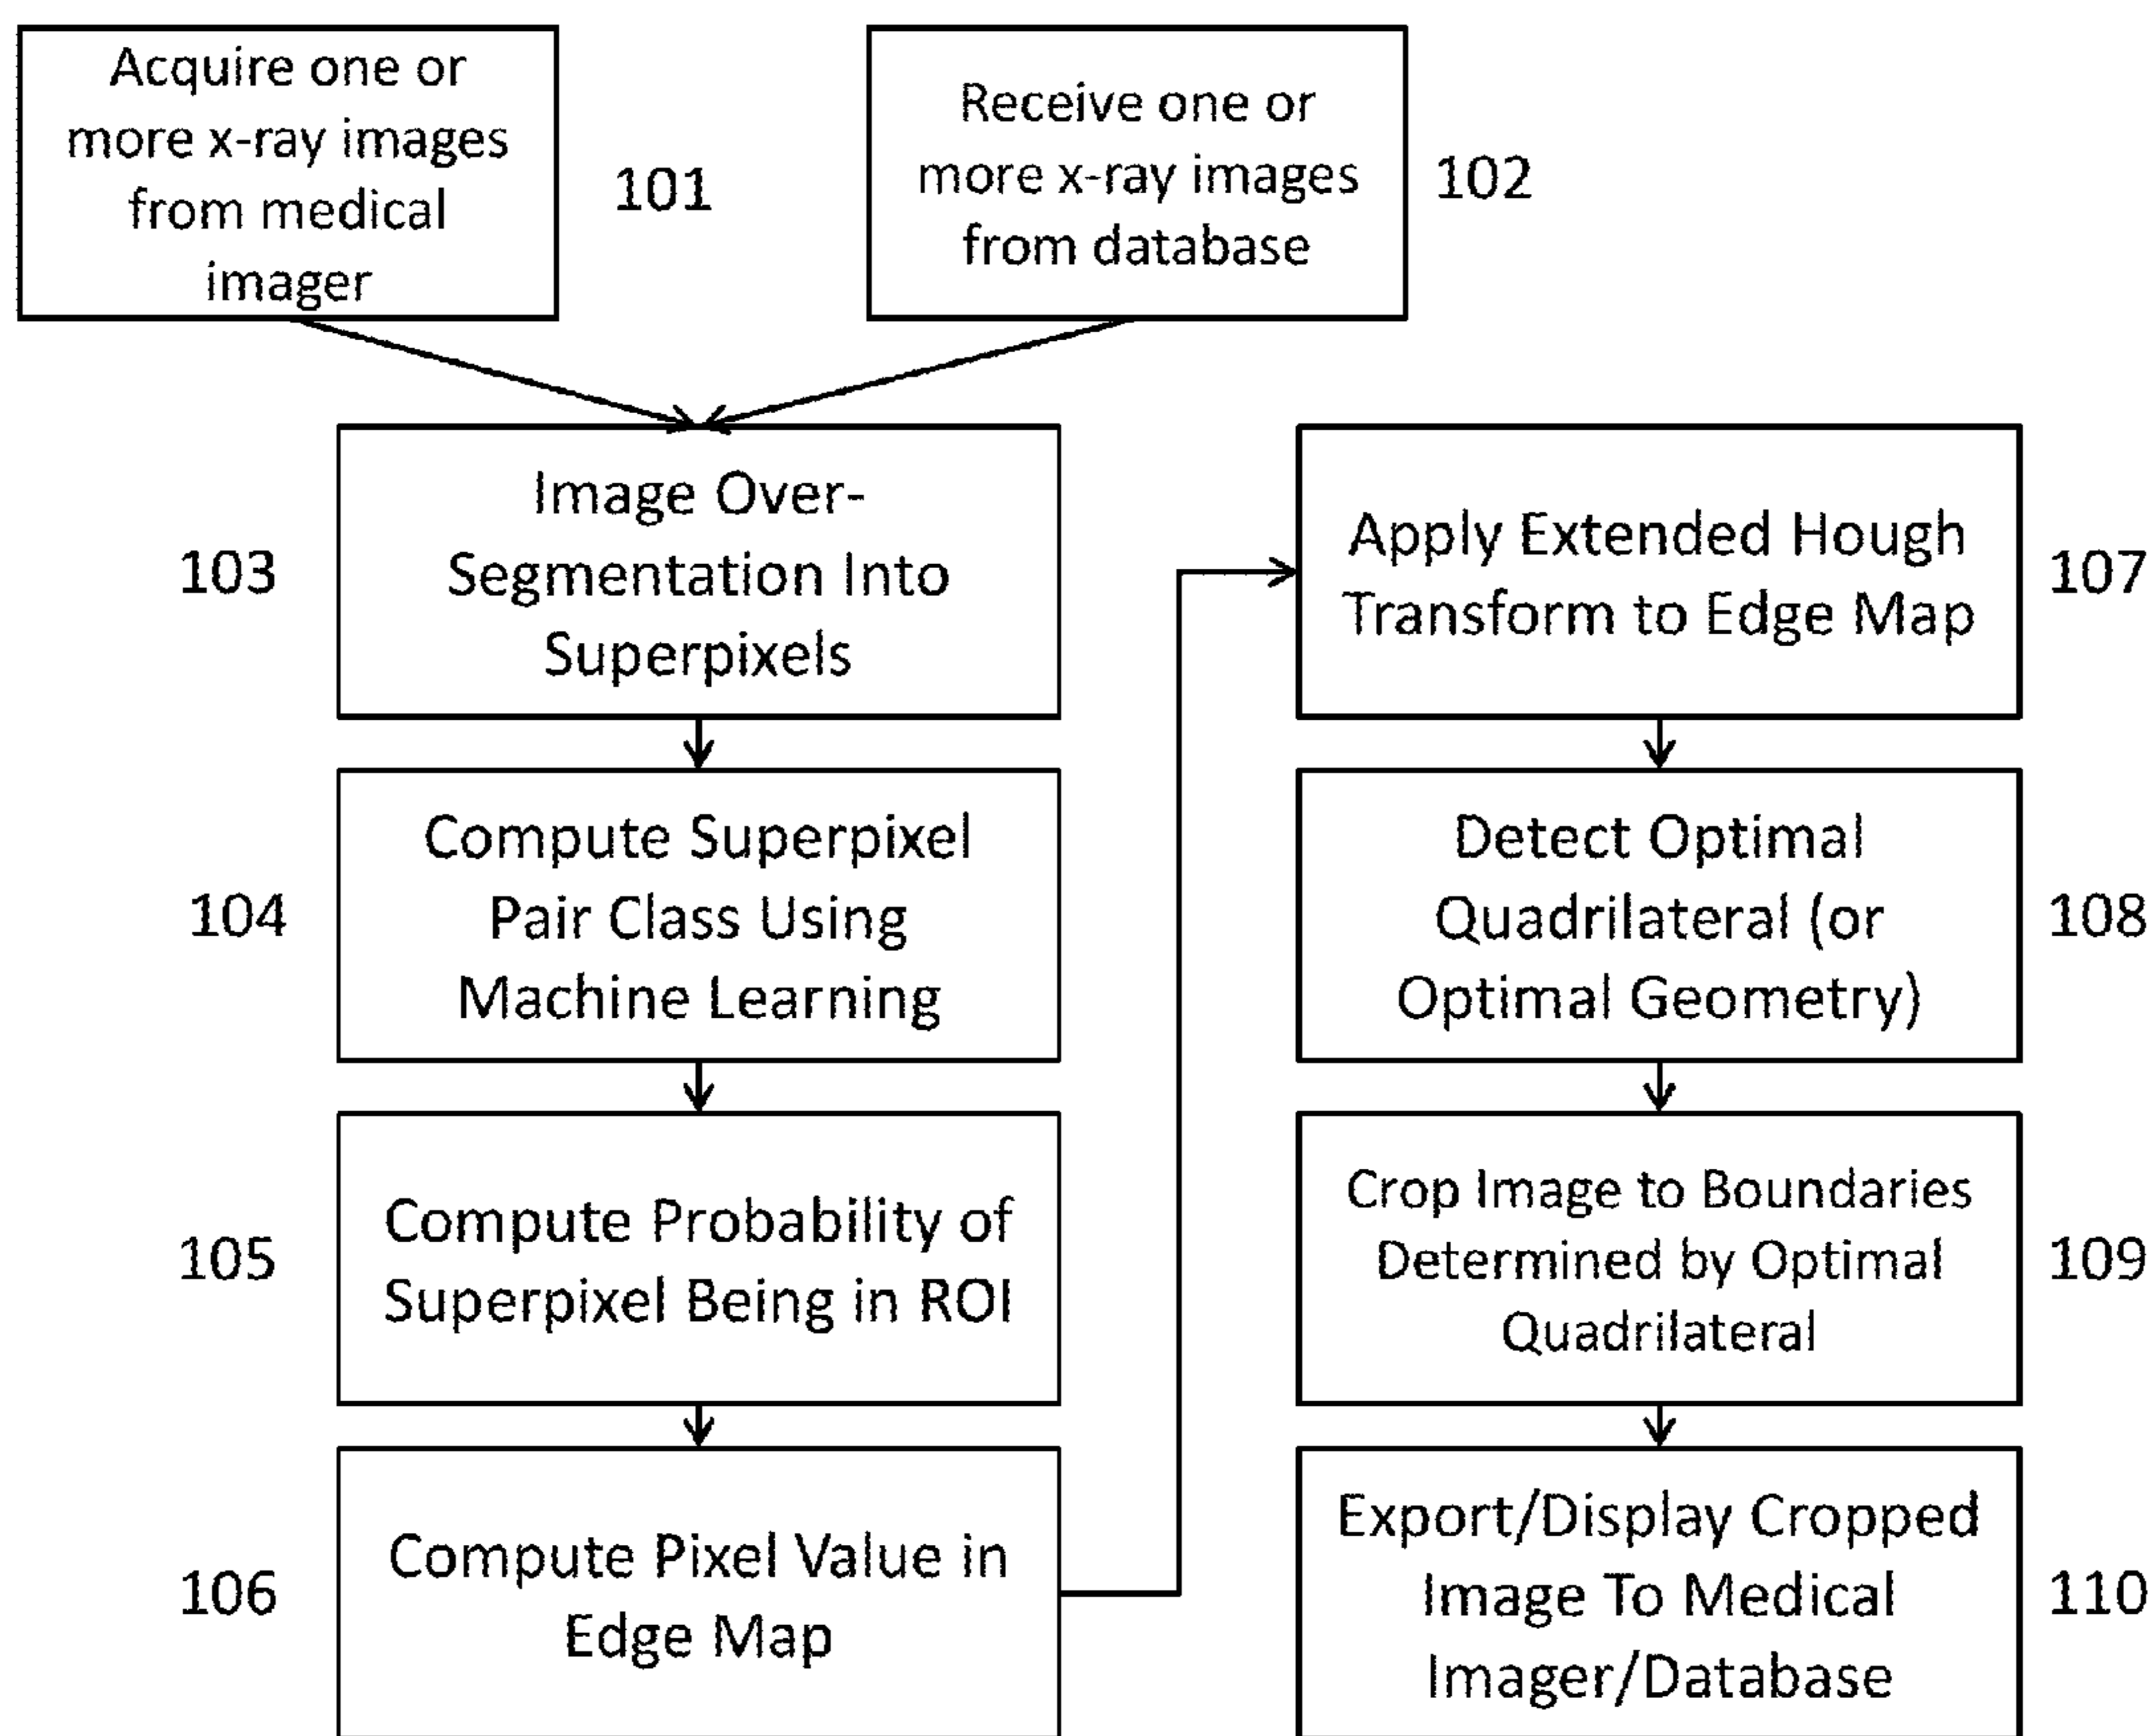 Acquire one or
more x-ray images
from medical
imager
101
Receive one or
more x-ray images
from database
102
103
Image Over-
Segmentation Into
Superpixels
104
Compute Superpixel
Pair Class Using
Machine Learning
105
Compute Probability of
Superpixel Being in ROI
106
Compute Pixel Value in
Edge Map
Apply Extended Hough
Transform to Edge Map
107
Detect Optimal
Quadrilateral (or
Optimal Geometry)
108
Crop Image to Boundaries
Determined by Optimal
Quadrilateral
109
Export/Display Cropped
Image To Medical
Imager/Database
110